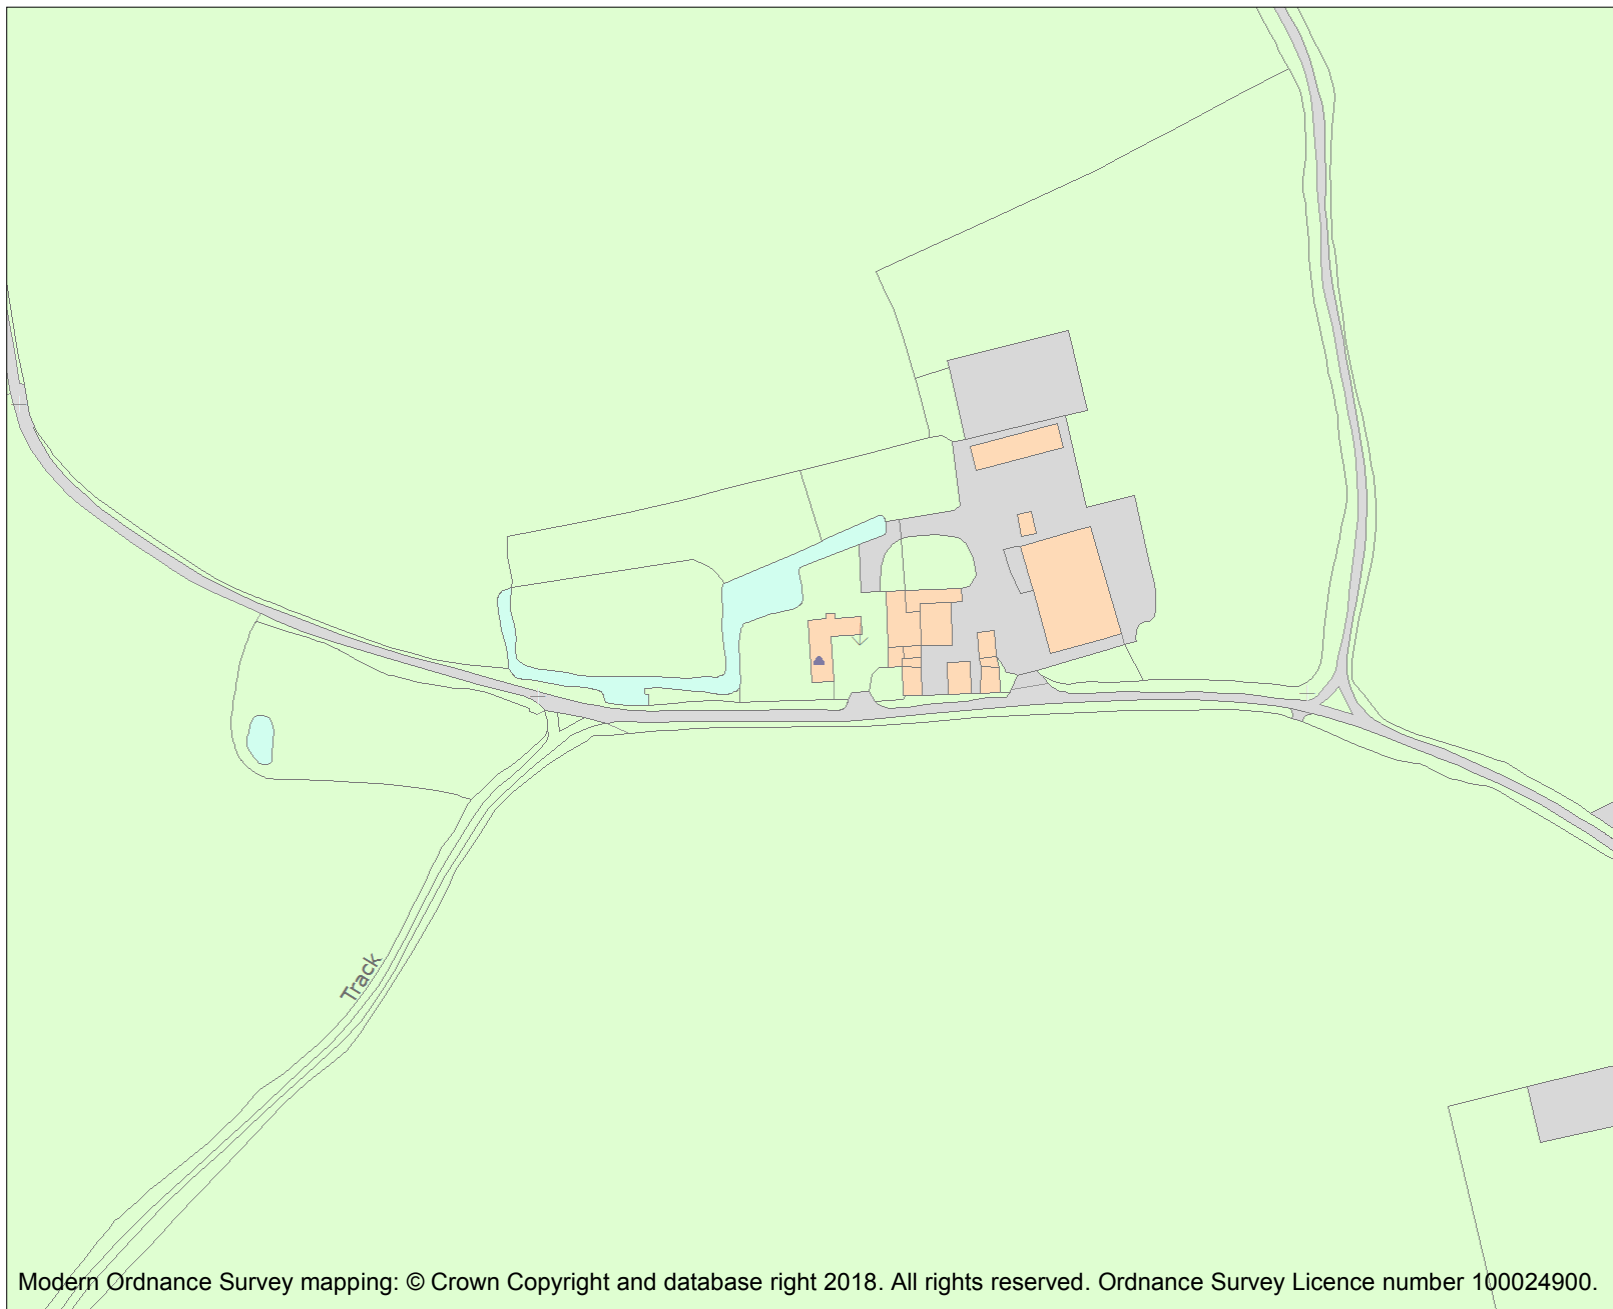 Track
Modern Ordnance Survey mapping: © Crown Copyright and database right 2018. All rights reserved. Ordnance Survey Licence number 100024900.